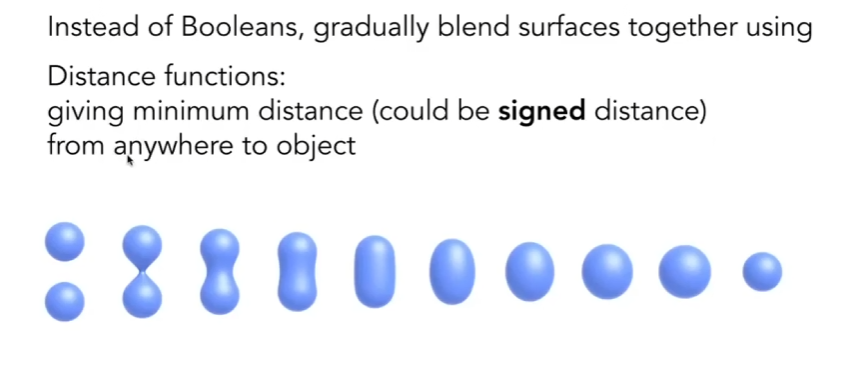 Instead of Booleans, gradually blend surfaces together using
Distance functions:
giving minimum distance (could be signed distance)
from anywhere to object